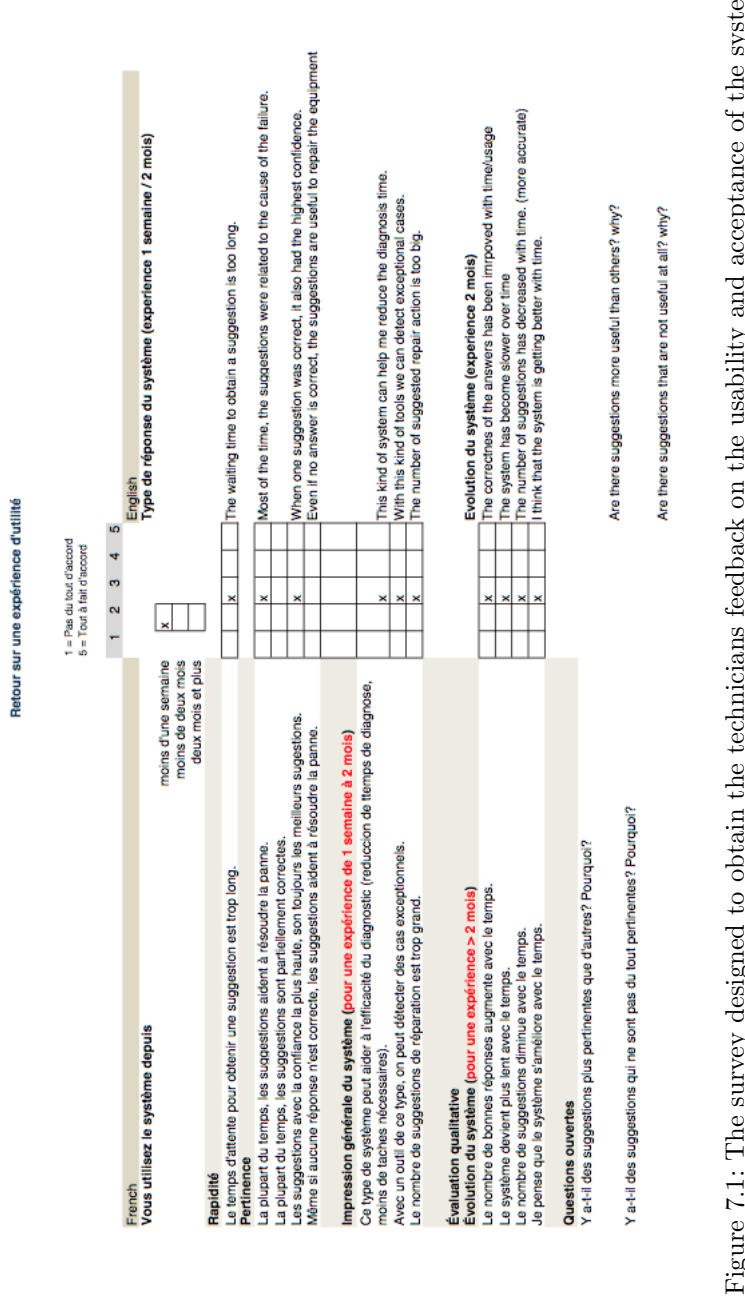 Retour sur une expérience d'utilité
1 = Pas du tout d'accord
5 = Tout à fait d'accord
1 2 3 4 5
French English
Vous utilisez le système depuis Type de réponse du système (experience 1 semaine / 2 mois)
moins d'une semaine x
moins de deux mois
deux mois et plus
Rapidité
Le temps d'attente pour obtenir une suggestion est trop long. x The waiting time to obtain a suggestion is too long.
Pertinence
La plupart du temps, les suggestions aident à résoudre la panne. x Most of the time, the suggestions were related to the cause of the failure.
La plupart du temps, les suggestions sont partiellement correctes.
Les suggestions avec la confiance la plus haute, son toujours les meilleurs sugestions. x When one suggestion was correct, it also had the highest confidence.
Même si aucune réponse n'est correcte, les suggestions aident à résoudre la panne. Even if no answer is correct, the suggestions are useful to repair the equipment
Impression générale du système (pour une expérience de 1 semaine à 2 mois)
Ce type de système peut aider à l'efficacité du diagnostic (reduccion de ttemps de diagnose,
moins de taches nécessaires). x This kind of system can help me reduce the diagnosis time.
Avec un outil de ce type, on peut détecter des cas exceptionnels. x With this kind of tools we can detect exceptional cases.
Le nombre de suggestions de réparation est trop grand. x The number of suggested repair action is too big.
Évaluation qualitative
Évolution du système (pour une expérience > 2 mois) Evolution du système (experience 2 mois)
Le nombre de bonnes réponses augmente avec le temps. x The correctnes of the answers has been imrpoved with time/usage
Le système devient plus lent avec le temps. x The system has become slower over time
Le nombre de suggestions diminue avec le temps. x The number of suggestions has decreased with time. (more accurate)
Je pense que le système s'améliore avec le temps. x I think that the system is getting better with time.
Questions ouvertes
Y a-t-il des suggestions plus pertinentes que d'autres? Pourquoi? Are there suggestions more useful than others? why?
Y a-t-il des suggestions qui ne sont pas du tout pertinentes? Pourquoi? Are there suggestions that are not useful at all? why?
Figure 7.1: The survey designed to obtain the technicians feedback on the usability and acceptance of the syste